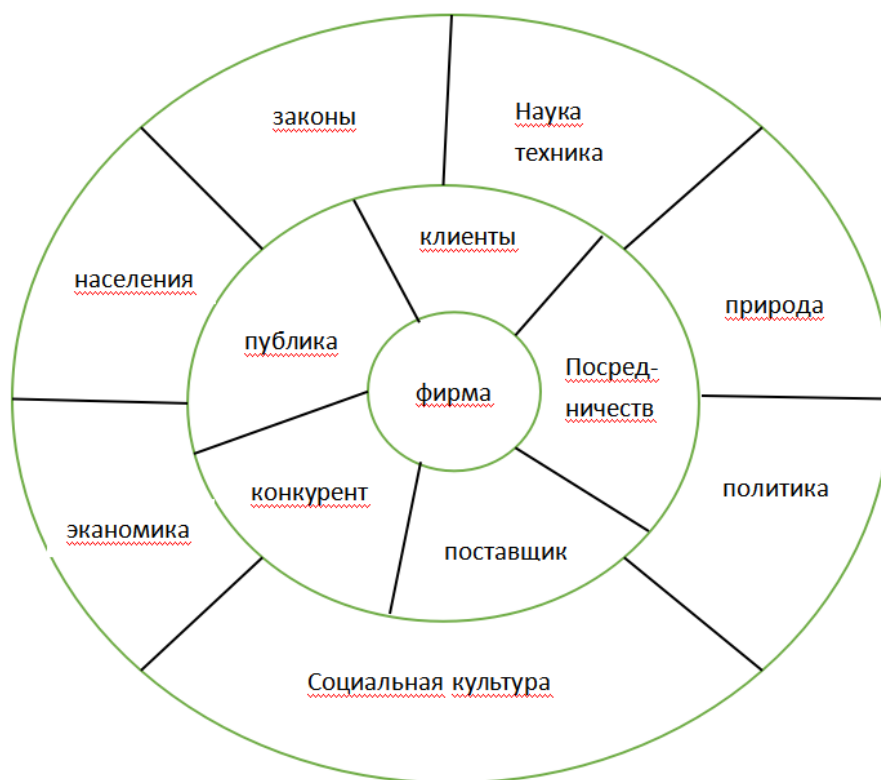 законы
Наука
техника
клиенты
населения
природа
публика
Посред-
ничеств
фирма
конкурент
политика
эканомика
поставщик
Социальная культура